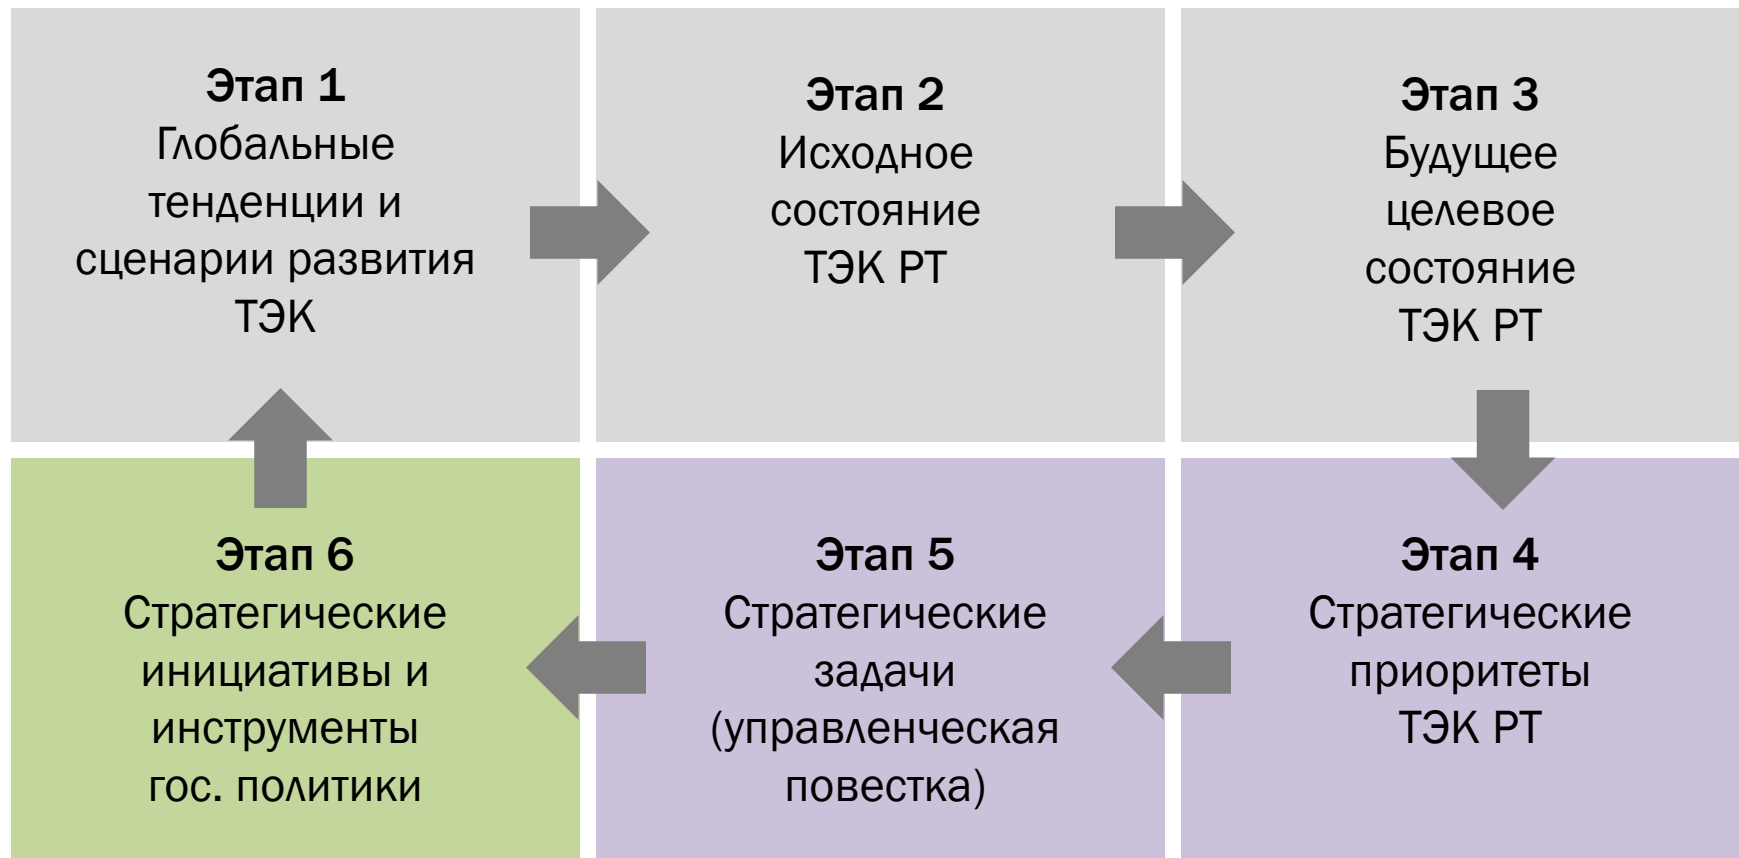 Этап 1
Глобальные
тенденции и
сценарии развития
ТЭК
Этап 2
Исходное
состояние
ТЭК РТ
Этап 3
Будущее
целевое
состояние
ТЭК РТ
Этап 6
Стратегические
инициативы и
инструменты
гос. политики
Этап 5
Стратегические
задачи
(управленческая
повестка)
Этап 4
Стратегические
приоритеты
ТЭК РТ